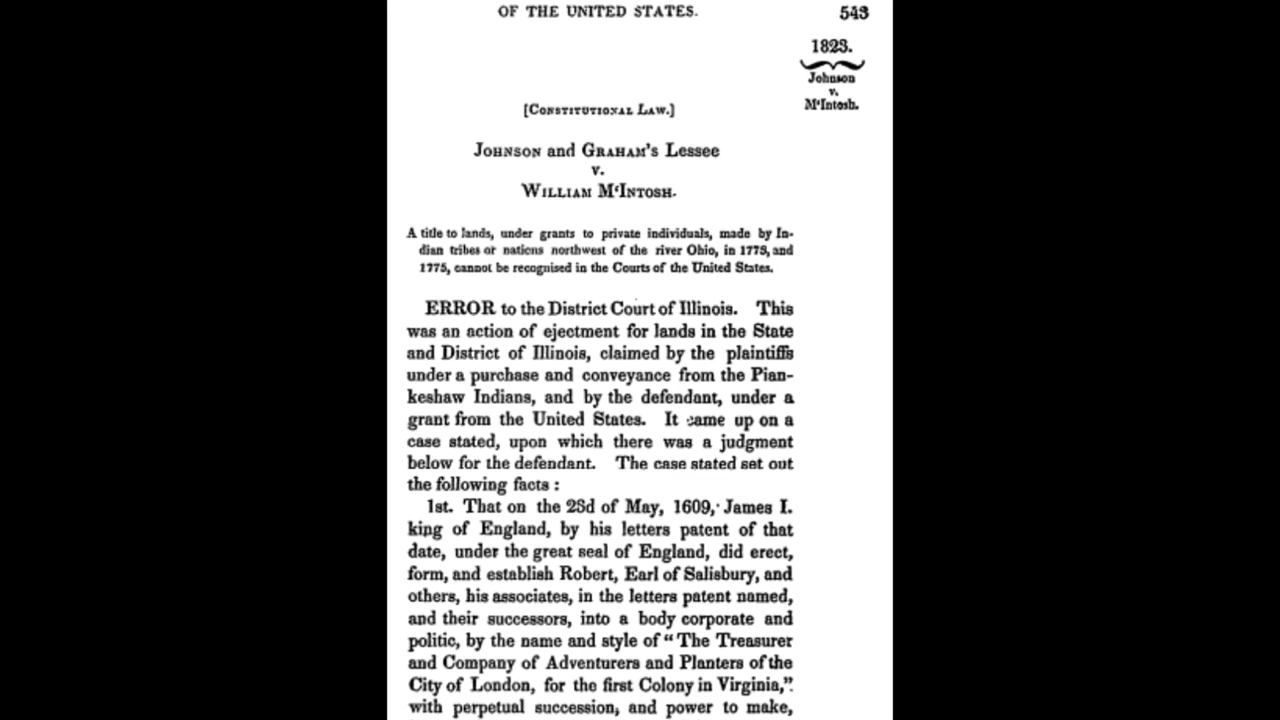 OF THE UNITED STATES.
543
1823.
Johnson
v.
M'Intosh.
[CONSTITUTIONAL LAW.]
JOHNSON and GRAHAM'S Lessee
v.
WILLIAM M'INTOSH.
A title to lands, under grants to private individuals, made by In-
dian tribes or nations northwest of the river Ohio, in 1773, and
1775, cannot be recognised in the Courts of the United States.
ERROR to the District Court of Illinois. This
was an action of ejectment for lands in the State
and District of Illinois, claimed by the plaintiffs
under a purchase and conveyance from the Pian-
keshaw Indians, and by the defendant, under a
grant from the United States. It came up on a
case stated, upon which there was a judgment
below for the defendant. The case stated set out
the following facts :
1st. That on the 23d of May, 1609, James I.
king of England, by his letters patent of that
date, under the great seal of England, did erect,
form, and establish Robert, Earl of Salisbury, and
others, his associates, in the letters patent named,
and their successors, into a body corporate and
politic, by the name and style of "The Treasurer
and Company of Adventurers and Planters of the
City of London, for the first Colony in Virginia,"
with perpetual succession, and power to make,